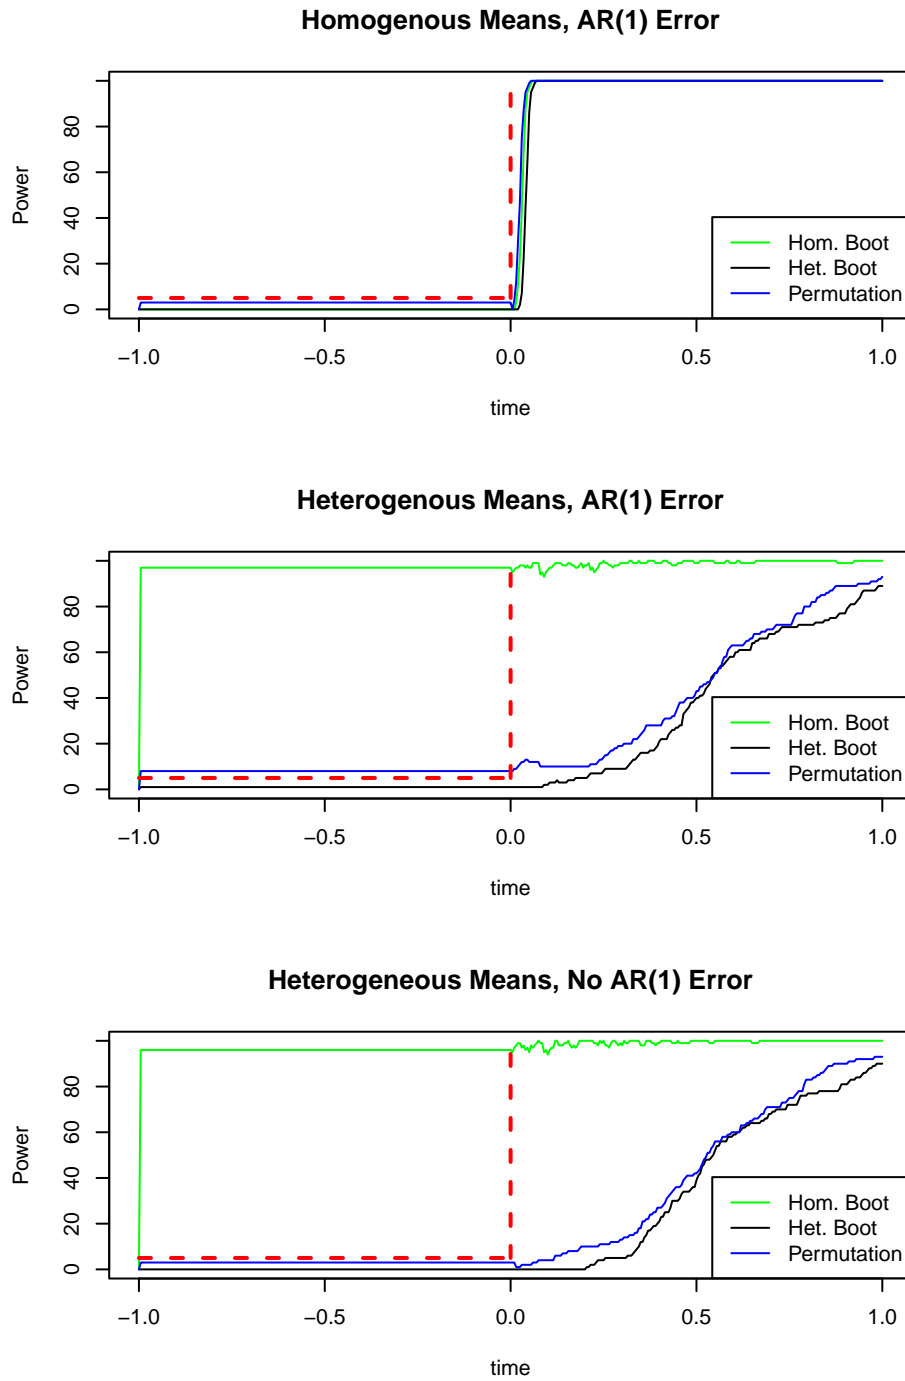 Homogenous Means, AR(1) Error
Power
0
20
40
60
80
−1.0
−0.5
0.0
0.5
1.0
time
Hom. Boot
Het. Boot
Permutation
Heterogenous Means, AR(1) Error
Power
0
20
40
60
80
−1.0
−0.5
0.0
0.5
1.0
time
Hom. Boot
Het. Boot
Permutation
Heterogeneous Means, No AR(1) Error
Power
0
20
40
60
80
−1.0
−0.5
0.0
0.5
1.0
time
Hom. Boot
Het. Boot
Permutation